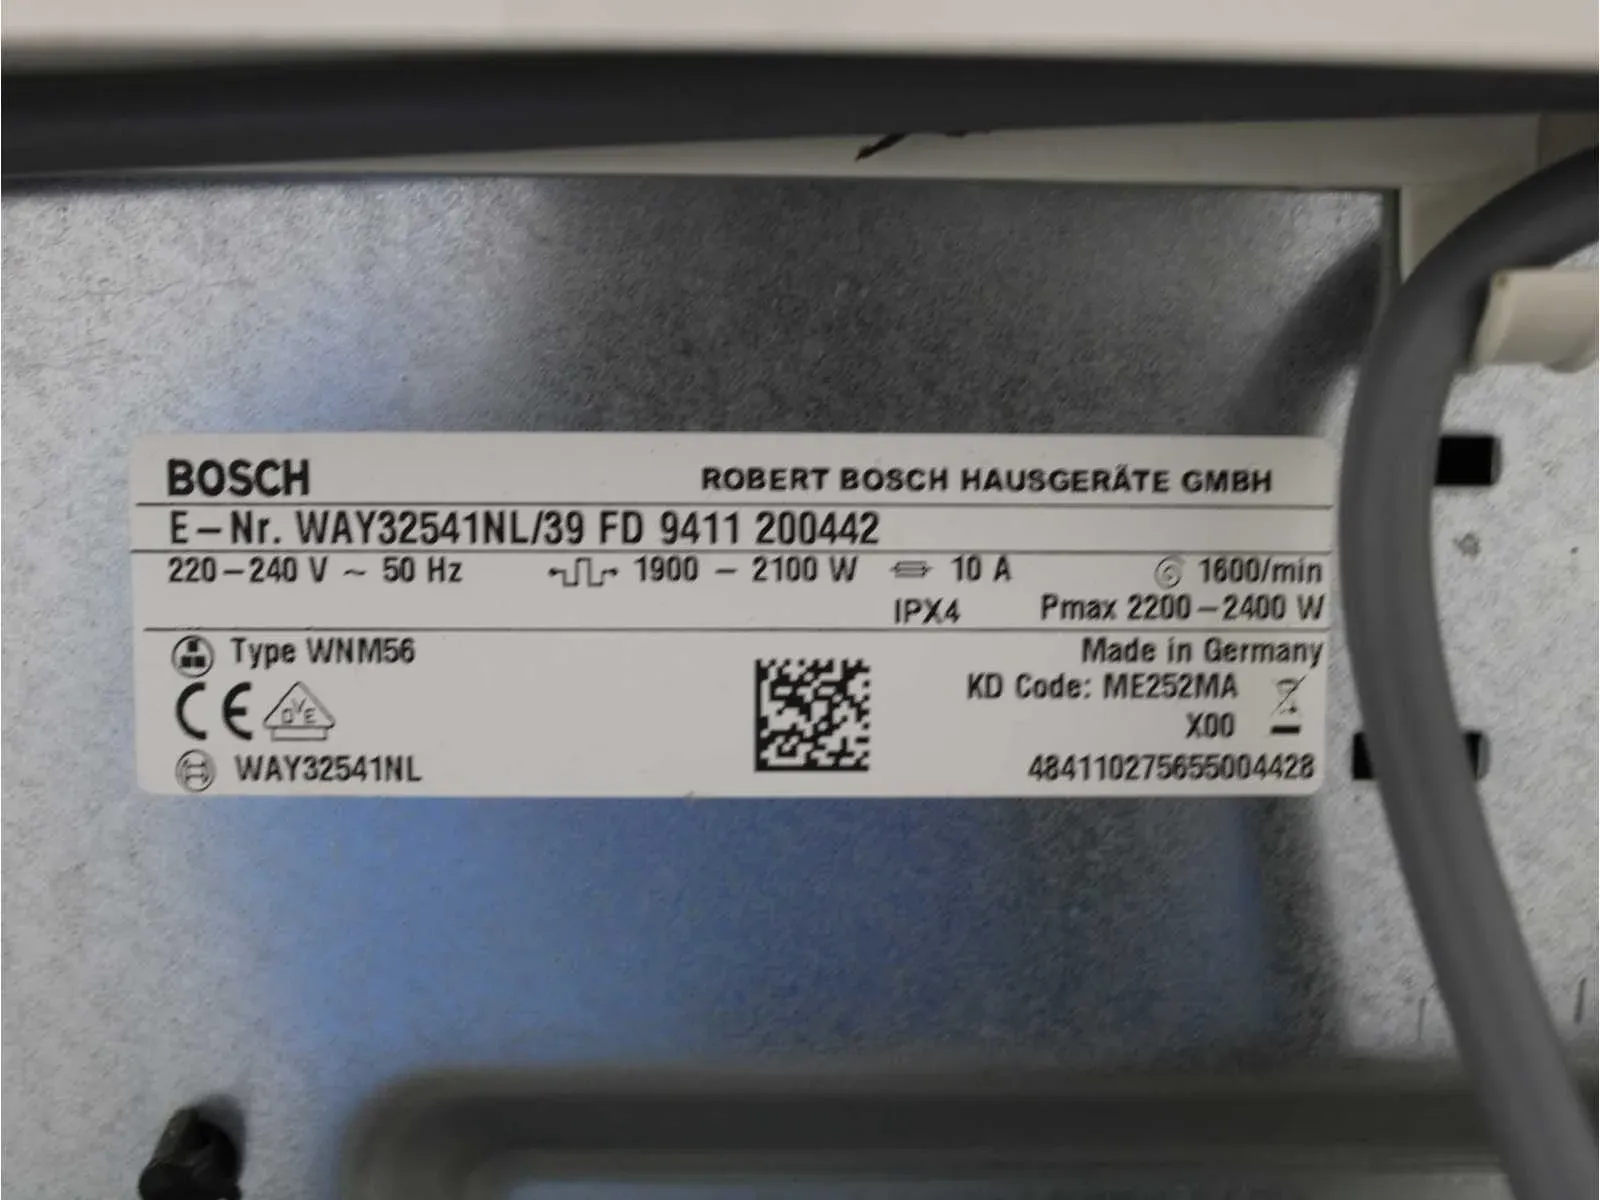 BOSCH ROBERT BOSCH HAUSGERÄTE GMBH
E-Nr. WAY32541NL/39 FD 9411 200442
220-240 V ~ 50 Hz 1900 - 2100 W 10 A 1600/min
IPX4 Pmax 2200-2400 W
Type WNM56 Made in Germany
KD Code: ME252MA
CE OVE X00
WAY32541NL 484110275655004428